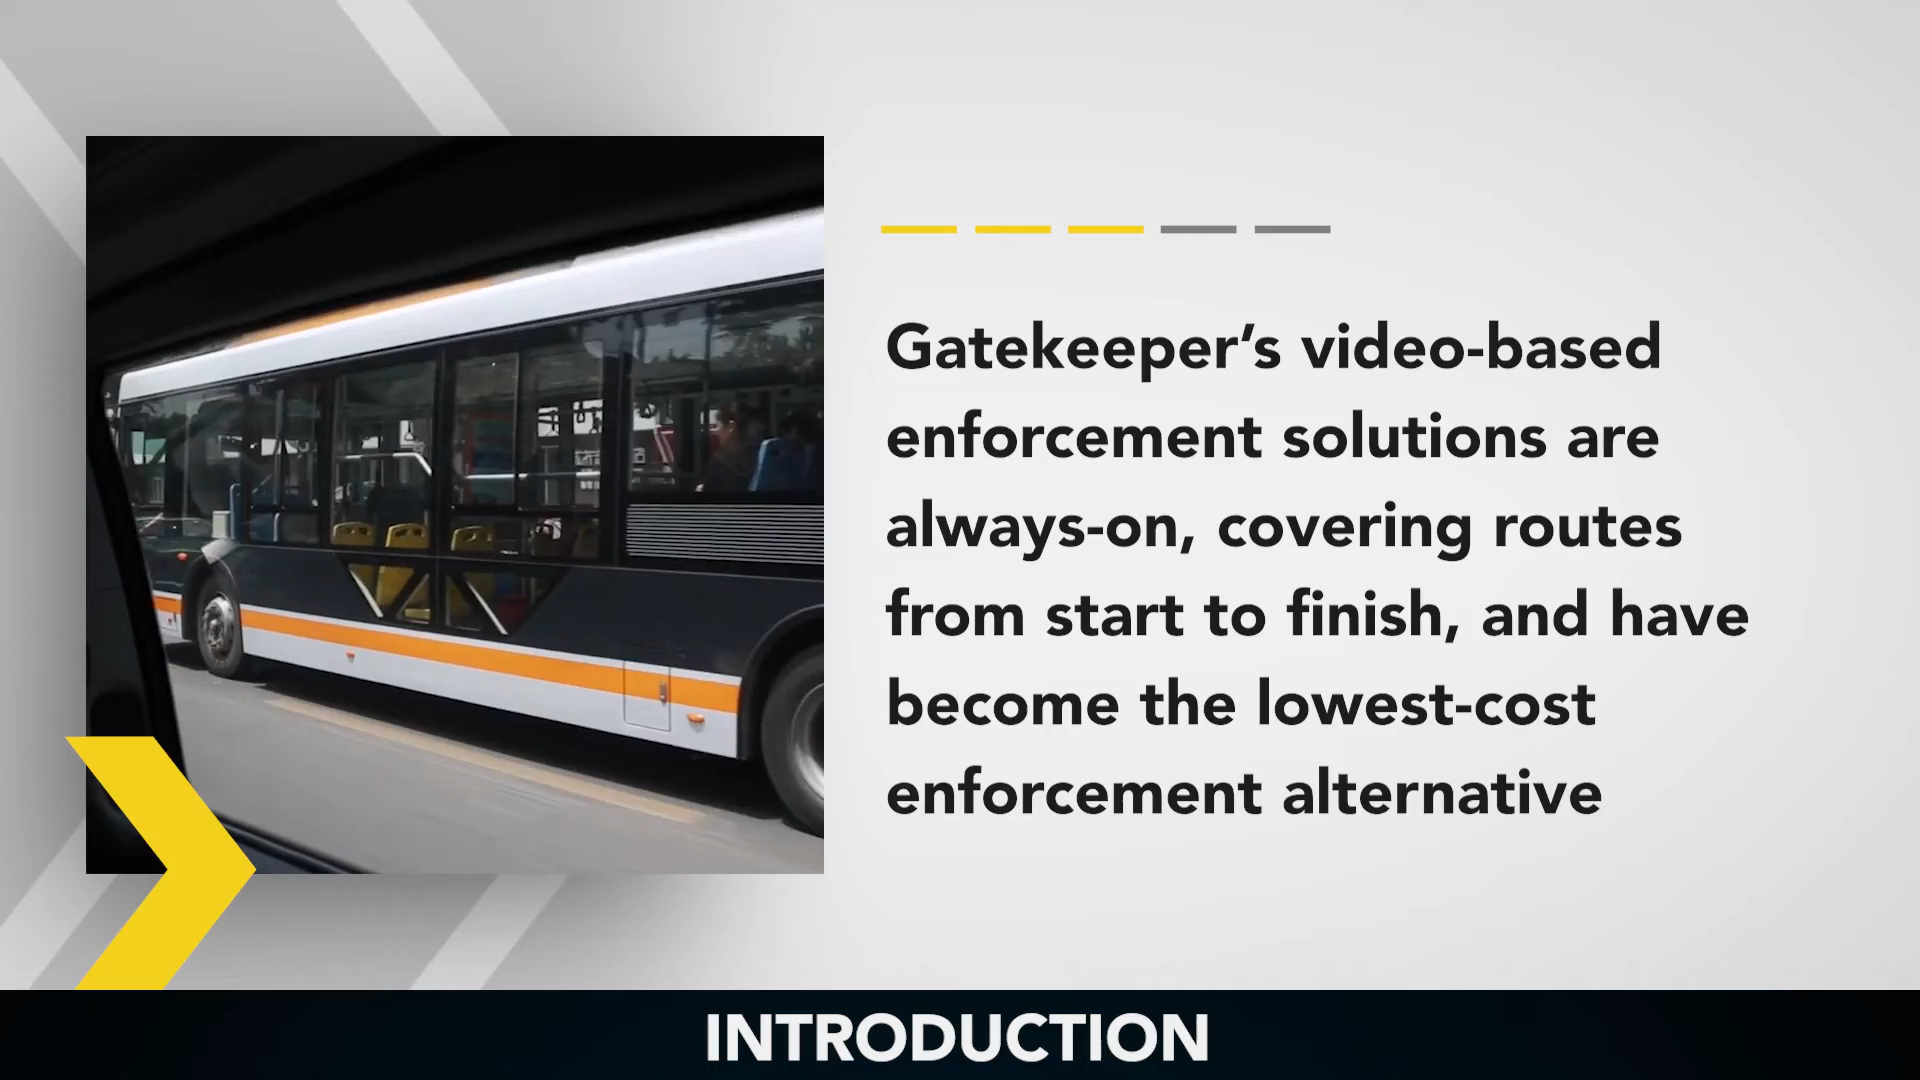 Gatekeeper’s video-based
enforcement solutions are
always-on, covering routes
from start to finish, and have
become the lowest-cost
enforcement alternative
INTRODUCTION